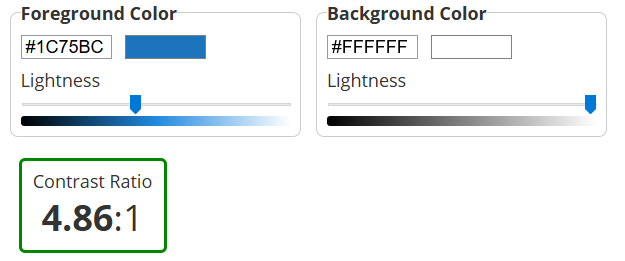 Foreground Color
#1C75BC
Lightness
Background Color
#FFFFFF
Lightness
Contrast Ratio
4.86:1